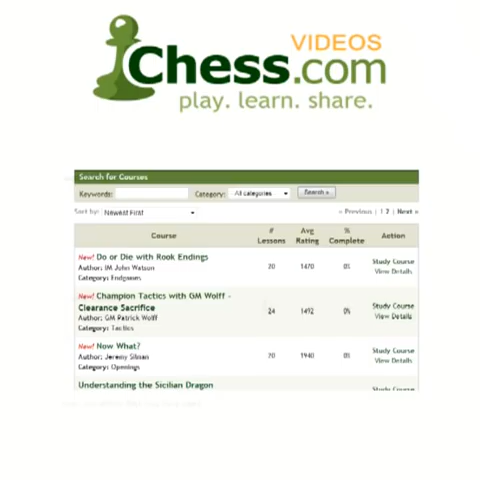 VIDEOS
Chess.com
play. learn. share.
Search for Courses
Keywords: Category: All categories Search »
Sort by: Newest First « Previous | 1 2 | Next »
Course # Lessons Avg Rating % Complete Action
New! Do or Die with Rook Endings
Author: IM John Watson
Category: Endgames
20 1470 0% Study Course
View Details
New! Champion Tactics with GM Wolff -
Clearance Sacrifice
Author: GM Patrick Wolff
Category: Tactics
24 1492 0% Study Course
View Details
New! Now What?
Author: Jeremy Silman
Category: Openings
20 1940 0% Study Course
View Details
Understanding the Sicilian Dragon
Study Course